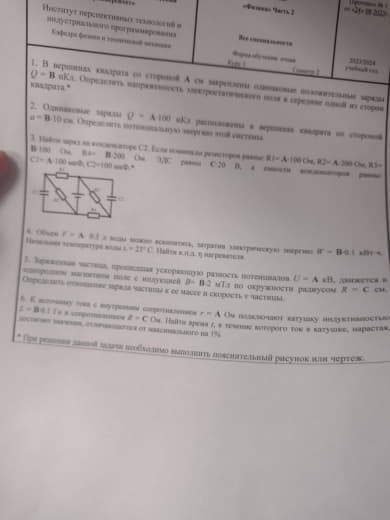 Институт перспективных технологий и
индустриального программирования
Кафедра физики и технической механики
«Физика» Часть 2
Все специальности
Форма обучения: очная
Курс 1
Семестр 2
2023/2024
учебный год
1. В вершинах квадрата со стороной A см закреплены одинаковые положительные заряды
Q = B нКл. Определить напряженность электростатического поля в середине одной из сторон
квадрата.*
2. Одинаковые заряды Q = A·100 нКл расположены в вершинах квадрата со стороной
a = B·10 см. Определить потенциальную энергию этой системы.
3. Найти заряд на конденсаторе C2. Если номиналы резисторов равны: R1= A·100 Ом, R2= A·200 Ом, R3=
B·100 Ом, R4= B·200 Ом. ЭДС равны C·20 В, а емкости конденсаторов равны:
C1= A·100 мкФ, C2=100 мкФ.*
4. Объем V = A· 0.5 л воды можно вскипятить, затратив электрическую энергию W = B·0.1 кВт·ч.
Начальная температура воды t = 23° C. Найти к.п.д. η нагревателя.
5. Заряженная частица, прошедшая ускоряющую разность потенциалов U = A кВ, движется в
однородном магнитном поле с индукцией B= B·2 мТл по окружности радиусом R = C см.
Определить отношение заряда частицы к ее массе и скорость v частицы.
6. К источнику тока с внутренним сопротивлением r = A Ом подключают катушку индуктивностью
L = B·0.1 Гн и сопротивлением R = C Ом. Найти время t, в течение которого ток в катушке, нарастая,
достигнет значения, отличающегося от максимального на 1%.
* При решении данной задачи необходимо выполнить пояснительный рисунок или чертеж.